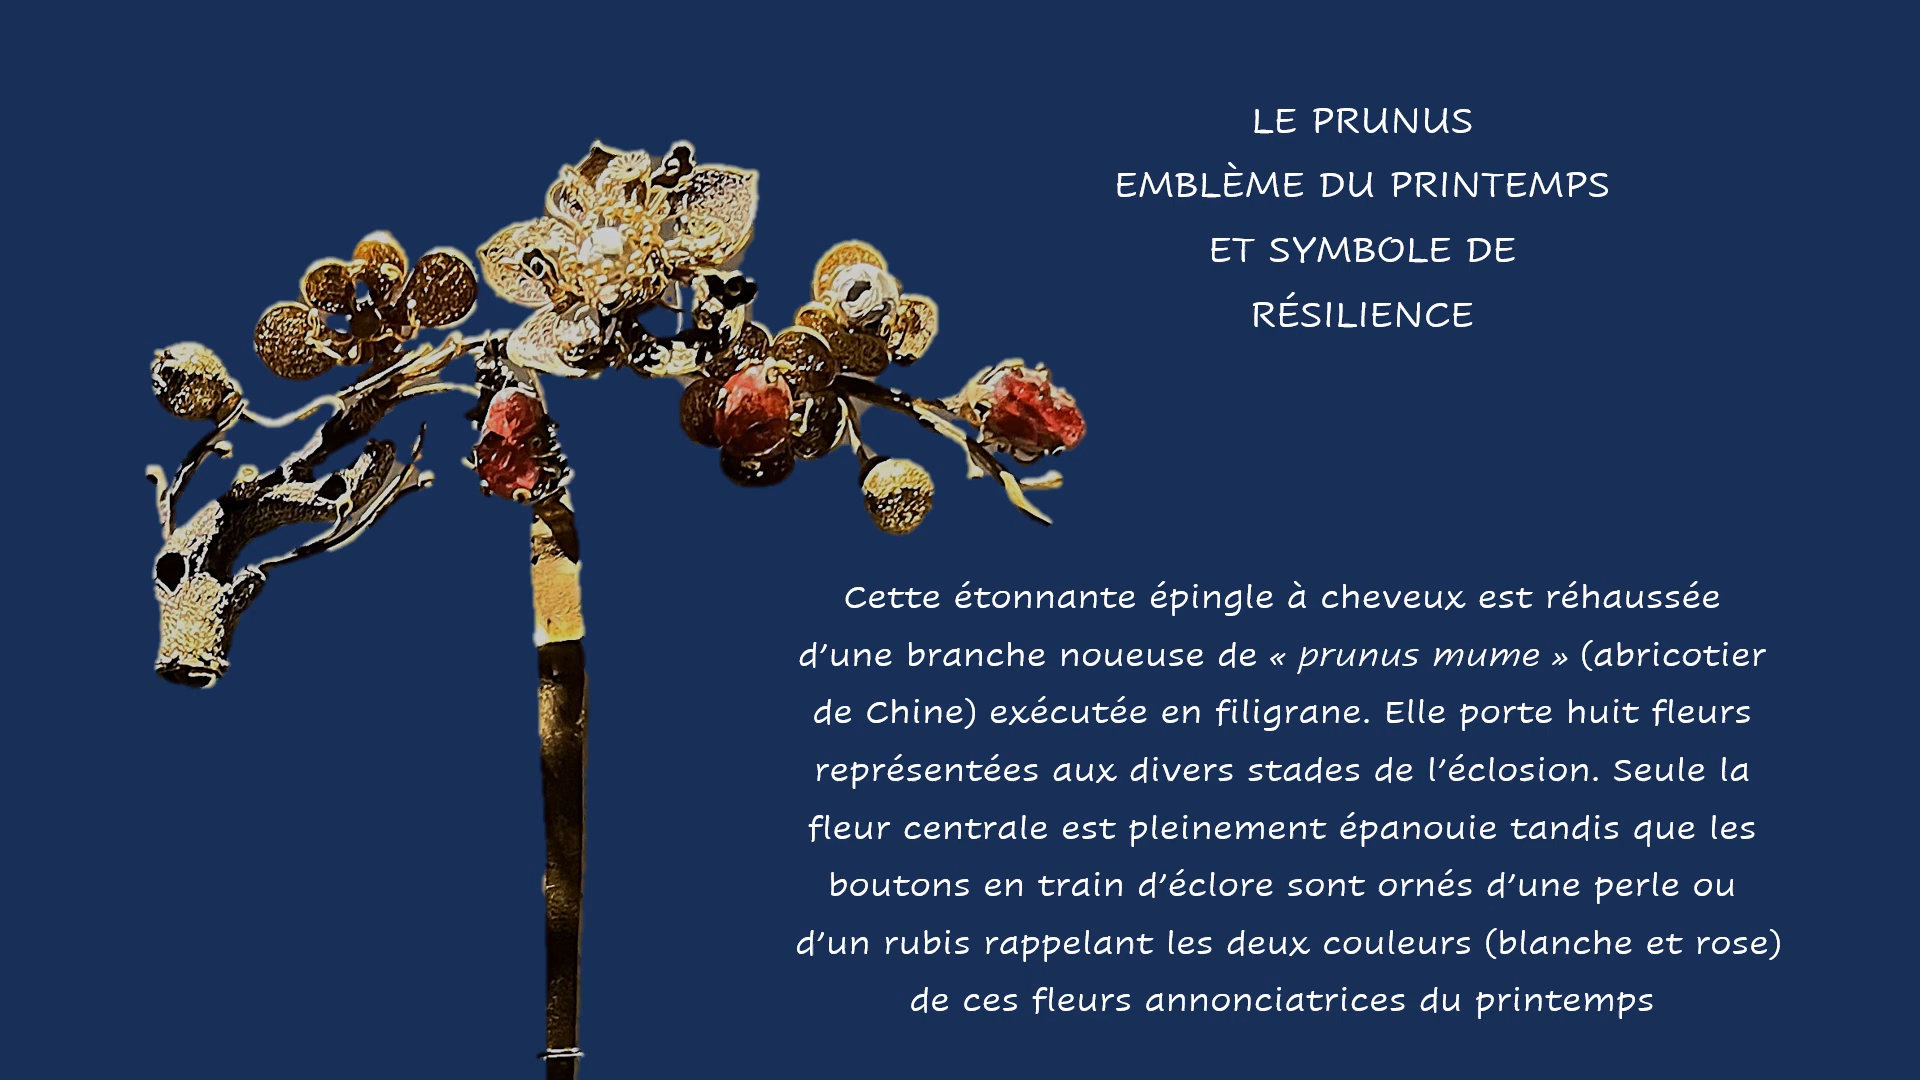 LE PRUNUS
EMBLÈME DU PRINTEMPS
ET SYMBOLE DE
RÉSILIENCE
Cette étonnante épingle à cheveux est réhaussée
d’une branche noueuse de « prunus mume » (abricotier
de Chine) exécutée en filigrane. Elle porte huit fleurs
représentées aux divers stades de l’éclosion. Seule la
fleur centrale est pleinement épanouie tandis que les
boutons en train d’éclore sont ornés d’une perle ou
d’un rubis rappelant les deux couleurs (blanche et rose)
de ces fleurs annonciatrices du printemps